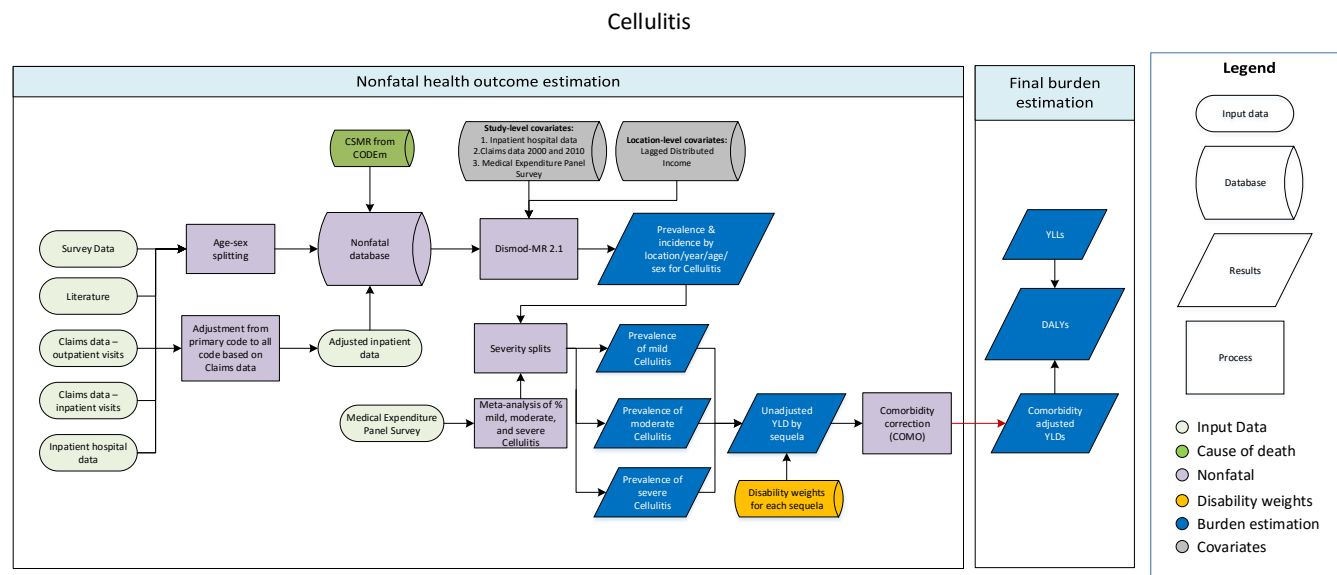 Cellulitis
Nonfatal health outcome estimation
Final burden
estimation
Legend
Input data
Database
Results
Process
Input Data
Cause of death
Nonfatal
Disability weights
Burden estimation
Covariates
CSMR from
CODEm
Study-level covariates:
1. Inpatient hospital data
2.Claims data 2000 and 2010
3. Medical Expenditure Panel
Survey
Location-level covariates:
Lagged Distributed
Income
Survey Data
Literature
Claims data –
outpatient visits
Claims data –
inpatient visits
Inpatient hospital
data
Age-sex
splitting
Adjustment from
primary code to all
code based on
Claims data
Nonfatal
database
Adjusted inpatient
data
Dismod-MR 2.1
Prevalence &
incidence by
location/year/age/
sex for Cellulitis
Severity splits
Medical Expenditure
Panel Survey
Meta-analysis of %
mild, moderate,
and severe
Cellulitis
Prevalence
of mild
Cellulitis
Prevalence
of moderate
Cellulitis
Prevalence of
severe
Cellulitis
Unadjusted
YLD by
sequela
Disability weights
for each sequela
Comorbidity
correction
(COMO)
YLLs
DALYs
Comorbidity
adjusted YLDs